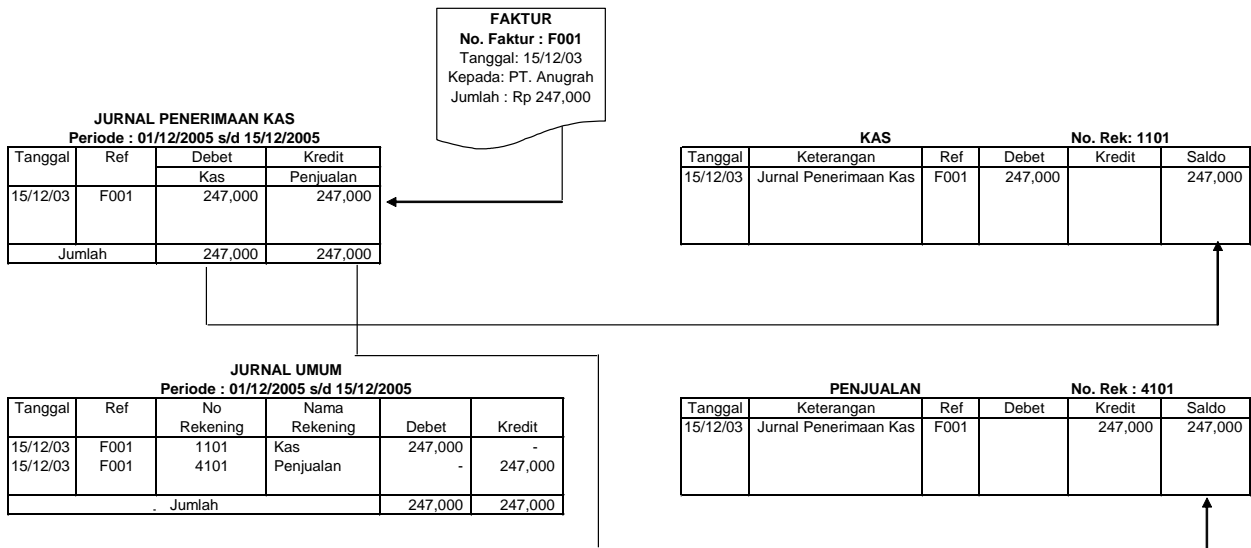 FAKTUR
No. Faktur : F001
Tanggal: 15/12/03
Kepada: PT. Anugrah
Jumlah : Rp 247,000
JURNAL PENERIMAAN KAS
Periode : 01/12/2005 s/d 15/12/2005
Tanggal Ref Debet Kredit
Kas Penjualan
15/12/03 F001 247,000 247,000
Jumlah 247,000 247,000
KAS No. Rek: 1101
Tanggal Keterangan Ref Debet Kredit Saldo
15/12/03 Jurnal Penerimaan Kas F001 247,000 247,000
JURNAL UMUM
Periode : 01/12/2005 s/d 15/12/2005
Tanggal Ref No Nama
Rekening Rekening Debet Kredit
15/12/03 F001 1101 Kas 247,000 -
15/12/03 F001 4101 Penjualan - 247,000
. Jumlah 247,000 247,000
PENJUALAN No. Rek : 4101
Tanggal Keterangan Ref Debet Kredit Saldo
15/12/03 Jurnal Penerimaan Kas F001 247,000 247,000